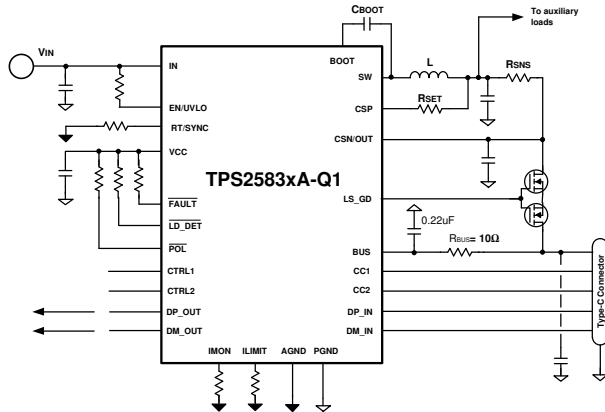 CBOOT
To auxiliary
loads
VIN
IN
BOOT
SW
L
RSNS
EN/UVLO
CSP
RSET
RT/SYNC
CSN/OUT
VCC
TPS2583xA-Q1
FAULT
LS_GD
LD_DET
0.22uF
POL
BUS
RBUS= 10Ω
CTRL1
CC1
CTRL2
CC2
DP_OUT
DP_IN
DM_OUT
DM_IN
Type-C Connector
IMON
ILIMIT
AGND
PGND